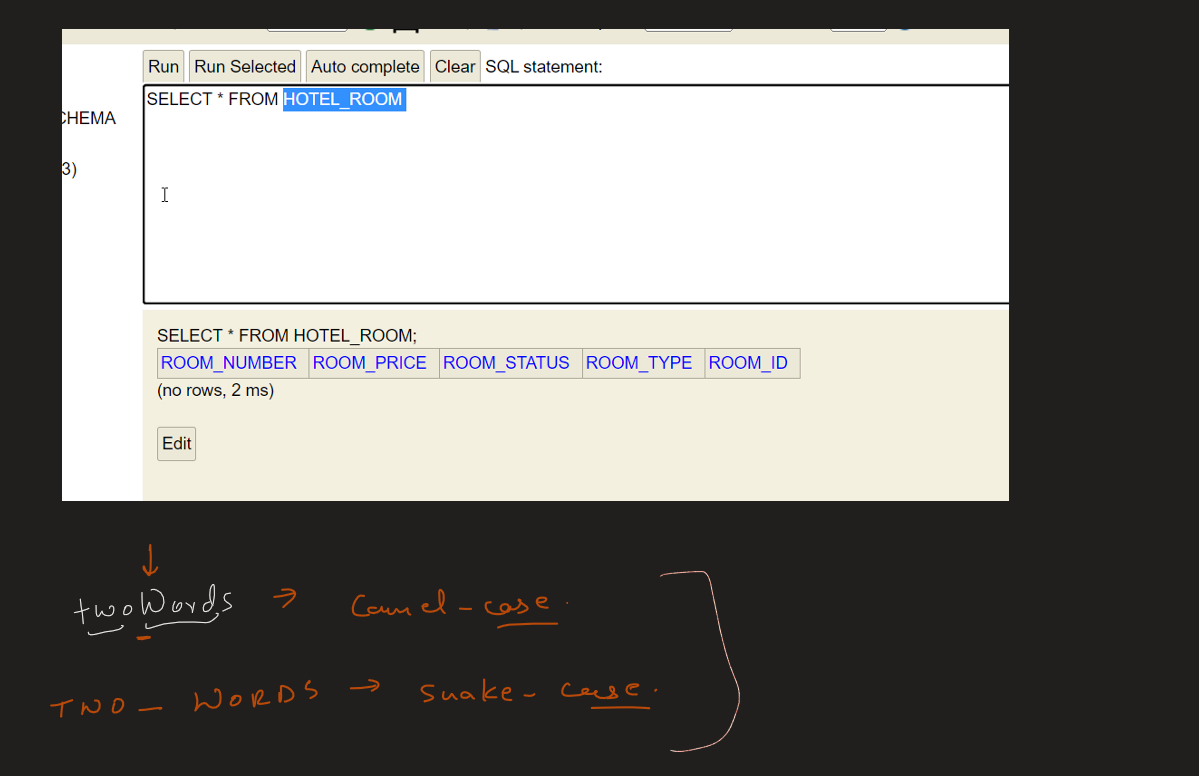 Run Run Selected Auto complete Clear SQL statement:
SELECT * FROM HOTEL_ROOM
CHEMA
3)
SELECT * FROM HOTEL_ROOM;
ROOM_NUMBER ROOM_PRICE ROOM_STATUS ROOM_TYPE ROOM_ID
(no rows, 2 ms)
Edit
twoWords → Camel-case.
TWO_WORDS → Snake-case.